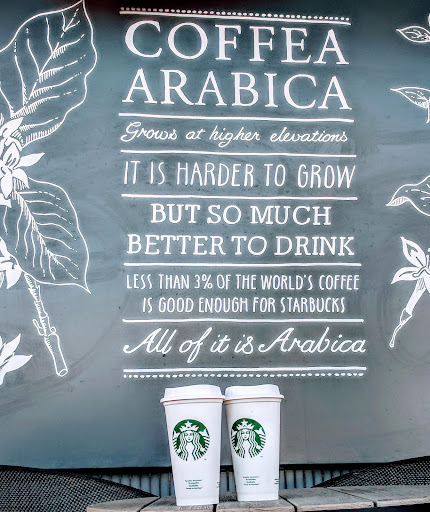 COFFEA
ARABICA
Grows at higher elevations
IT IS HARDER TO GROW
BUT SO MUCH
BETTER TO DRINK
LESS THAN 3% OF THE WORLD'S COFFEE
IS GOOD ENOUGH FOR STARBUCKS
All of it is Arabica